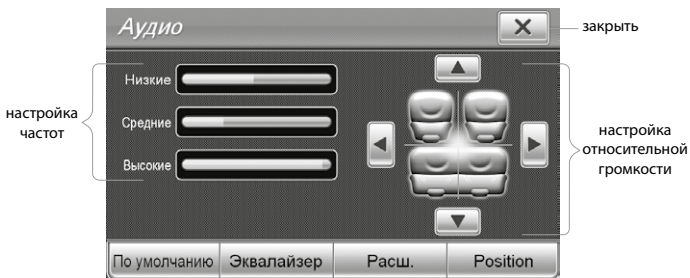 Аудио
закрыть
Низкие
Средние
Высокие
настройка
частот
настройка
относительной
громкости
По умолчанию
Эквалайзер
Расш.
Position